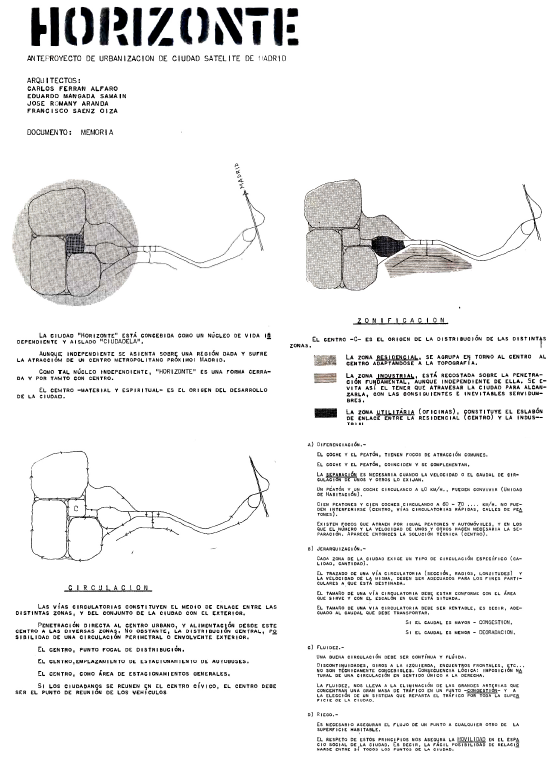 HORIZONTE
ANTEPROYECTO DE URBANIZACION DE CIUDAD SATELITE DE MADRID
ARQUITECTOS:
CARLOS FERRAN ALFARO
EDUARDO MANGADA SAMAIN
JOSE ROMANY ARANDA
FRANCISCO SAENZ OIZA
DOCUMENTO: MEMORIA
MADRID
LA CIUDAD "HORIZONTE" ESTÁ CONCEBIDA COMO UN NÚCLEO DE VIDA IN
DEPENDIENTE Y AISLADO "CIUDADELA".
AUNQUE INDEPENDIENTE SE ASIENTA SOBRE UNA REGIÓN DADA Y SUFRE
LA ATRACCIÓN DE UN CENTRO METROPOLITANO PRÓXIMO: MADRID.
COMO TAL NÚCLEO INDEPENDIENTE, "HORIZONTE" ES UNA FORMA CERRA-
DA Y POR TANTO CON CENTRO.
EL CENTRO -MATERIAL Y ESPIRITUAL- ES EL ORIGEN DEL DESARROLLO
DE LA CIUDAD.
ZONIFICACION
EL CENTRO -C- ES EL ORIGEN DE LA DISTRIBUCIÓN DE LAS DISTINTAS
ZONAS.
LA ZONA RESIDENCIAL, SE AGRUPA EN TORNO AL CENTRO AL
CENTRO ADAPTÁNDOSE A LA TOPOGRAFÍA.
LA ZONA INDUSTRIAL, ESTÁ RECOSTADA SOBRE LA PENETRA-
CIÓN FUNDAMENTAL, AUNQUE INDEPENDIENTE DE ELLA. SE E-
VITA ASÍ EL TENER QUE ATRAVESAR LA CIUDAD PARA ALCAN-
ZARLA, CON LAS CONSIGUIENTES E INEVITABLES SERVIDUM-
BRES.
LA ZONA UTILITARIA (OFICINAS), CONSTITUYE EL ESLABÓN
DE ENLACE ENTRE LA RESIDENCIAL (CENTRO) Y LA INDUS-
TRIAL
C
CIRCULACION
LAS VÍAS CIRCULATORIAS CONSTITUYEN EL MEDIO DE ENLACE ENTRE LAS
DISTINTAS ZONAS, Y DEL CONJUNTO DE LA CIUDAD CON EL EXTERIOR.
PENETRACIÓN DIRECTA AL CENTRO URBANO, Y ALIMENTACIÓN DESDE ESTE
CENTRO A LAS DIVERSAS ZONAS, NO OBSTANTE, LA DISTRIBUCIÓN CENTRAL, PO
SIBILIDAD DE UNA CIRCULACIÓN PERIMETRAL O ENVOLVENTE EXTERIOR.
EL CENTRO, PUNTO FOCAL DE DISTRIBUCIÓN.
EL CENTRO, EMPLAZAMIENTO DE ESTACIONAMIENTO DE AUTOBUSES.
EL CENTRO, COMO ÁREA DE ESTACIONAMIENTOS GENERALES.
SI LOS CIUDADANOS SE REUNEN EN EL CENTRO CÍVICO, EL CENTRO DEBE
SER EL PUNTO DE REUNIÓN DE LOS VEHÍCULOS
A) DIFERENCIACIÓN.-
EL COCHE Y EL PEATÓN, TIENEN FOCOS DE ATRACCIÓN COMUNES.
EL COCHE Y EL PEATÓN, COINCIDEN Y SE COMPLEMENTAN.
LA SEPARACIÓN ES NECESARIA CUANDO LA VELOCIDAD O EL CAUDAL DE CIR-
CULACIÓN DE UNOS Y OTROS LO EXIJAN.
UN PEATÓN Y UN COCHE CIRCULANDO A 40 KM/H., PUEDEN CONVIVIR (UNIDAD
DE HABITACIÓN).
CIEN PEATONES Y CIEN COCHES CIRCULANDO A 60 - 70 .... KM/H. NO PUE-
DEN INTERFERIRSE (CENTRO, VÍAS CIRCULATORIAS RÁPIDAS, CALLES DE PEA
TONES).
EXISTEN FOCOS QUE ATRAEN POR IGUAL PEATONES Y AUTOMÓVILES, Y EN LOS
QUE EL NÚMERO Y LA VELOCIDAD DE UNOS Y OTROS HACEN NECESARIA LA SE-
PARACIÓN. APARECE ENTONCES LA SOLUCIÓN TÉCNICA (CENTRO).
B) JERARQUIZACIÓN.-
CADA ZONA DE LA CIUDAD EXIGE UN TIPO DE CIRCULACIÓN ESPECÍFICO (CA-
LIDAD, CANTIDAD).
EL TRAZADO DE UNA VÍA CIRCULATORIA (SECCIÓN, RADIOS, LONGITUDES) Y
LA VELOCIDAD DE LA MISMA, DEBEN SER ADECUADOS PARA LOS FINES PARTI-
CULARES A QUE ESTÁ DESTINADA.
EL TAMAÑO DE UNA VÍA CIRCULATORIA DEBE ESTAR CONFORME CON EL ÁREA
QUE SIRVE Y CON EL ESCALÓN EN QUE ESTÁ SITUADA.
EL TAMAÑO DE UNA VÍA CIRCULATORIA DEBE SER RENTABLE, ES DECIR, ADE-
CUADO AL CAUDAL QUE DEBE TRANSPORTAR.
SI EL CAUDAL ES MAYOR - CONGESTION,
SI EL CAUDAL ES MENOR - DEGRADACION.
C) FLUIDEZ.-
UNA BUENA CIRCULACIÓN DEBE SER CONTÍNUA Y FLUÍDA.
DISCONTINUIDADES, GIROS A LA IZQUIERDA, ENCUENTROS FRONTALES, ETC...
NO SON TEÓRICAMENTE CONCEBIBLES. CONSECUENCIA LÓGICA: IMPOSICIÓN NA
TURAL DE UNA CIRCULACIÓN EN SENTIDO ÚNICO A LA DERECHA.
LA FLUIDEZ, NOS LLEVA A LA ELIMINACIÓN DE LAS GRANDES ARTERIAS QUE
CONCENTRAN UNA GRAN MASA DE TRÁFICO EN UN PUNTO -CONGESTIÓN- Y A
LA ELECCIÓN DE UN SISTEMA QUE REPARTA EL TRÁFICO POR TODA LA SUPER
FICIE DE LA CIUDAD.
D) RIEGO.-
ES NECESARIO ASEGURAR EL FLUJO DE UN PUNTO A CUALQUIER OTRO DE LA
SUPERFICIE HABITABLE.
EL RESPETO DE ESTOS PRINCIPIOS NOS ASEGURA LA MOVILIDAD EN EL ESPA
CIO SOCIAL DE LA CIUDAD. ES DECIR, LA FÁCIL POSIBILIDAD DE RELACIO
NARSE ENTRE SÍ TODOS LOS PUNTOS DE LA CIUDAD.